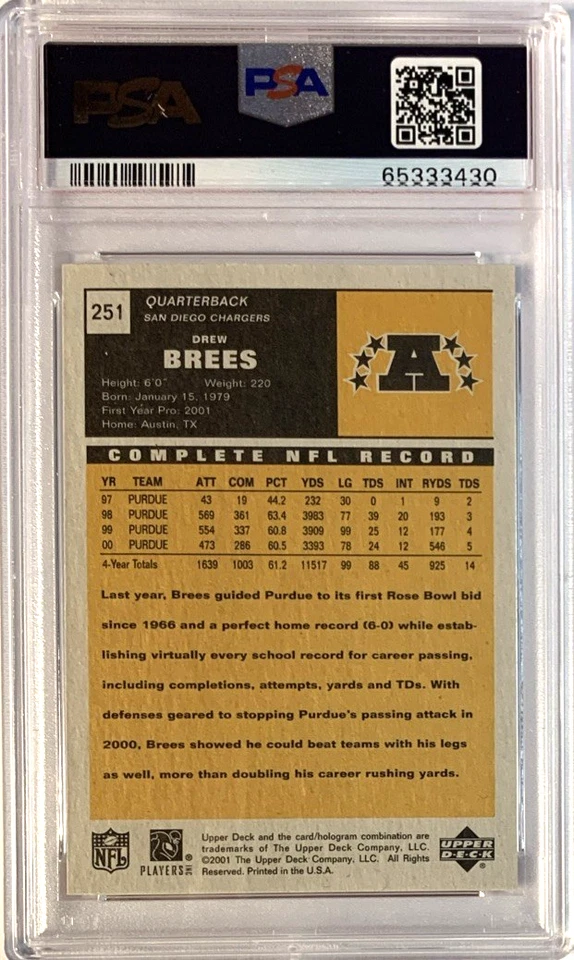 PSA
PSA
65333430
251
QUARTERBACK
SAN DIEGO CHARGERS
DREW
BREES
Height: 6'0" Weight: 220
Born: January 15, 1979
First Year Pro: 2001
Home: Austin, TX
A
COMPLETE NFL RECORD
YR TEAM ATT COM PCT YDS LG TDS INT RYDS TDS
97 PURDUE 43 19 44.2 232 30 0 1 9 2
98 PURDUE 569 361 63.4 3983 77 39 20 193 3
99 PURDUE 554 337 60.8 3909 99 25 12 177 4
00 PURDUE 473 286 60.5 3393 78 24 12 546 5
4-Year Totals 1639 1003 61.2 11517 99 88 45 925 14
Last year, Brees guided Purdue to its first Rose Bowl bid
since 1966 and a perfect home record (6-0) while estab-
lishing virtually every school record for career passing,
including completions, attempts, yards and TDs. With
defenses geared to stopping Purdue's passing attack in
2000, Brees showed he could beat teams with his legs
as well, more than doubling his career rushing yards.
NFL
PLAYERS INC
Upper Deck and the card/hologram combination are
trademarks of The Upper Deck Company, LLC.
©2001 The Upper Deck Company, LLC. All Rights
Reserved. Printed in the U.S.A.
UPPER
DECK